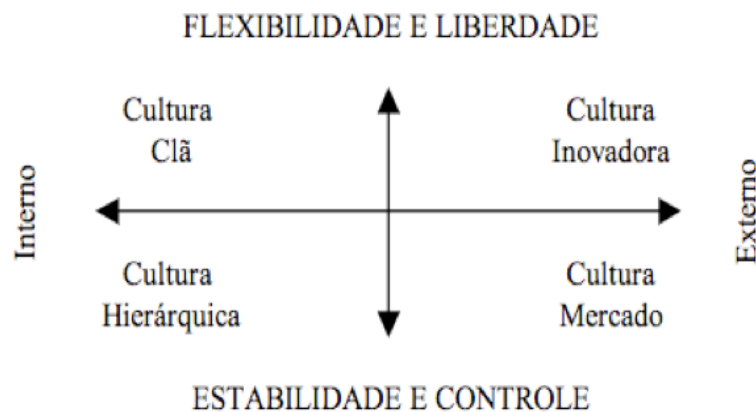 FLEXIBILIDADE E LIBERDADE
Cultura
Clã
Cultura
Inovadora
Interno
Externo
Cultura
Hierárquica
Cultura
Mercado
ESTABILIDADE E CONTROLE